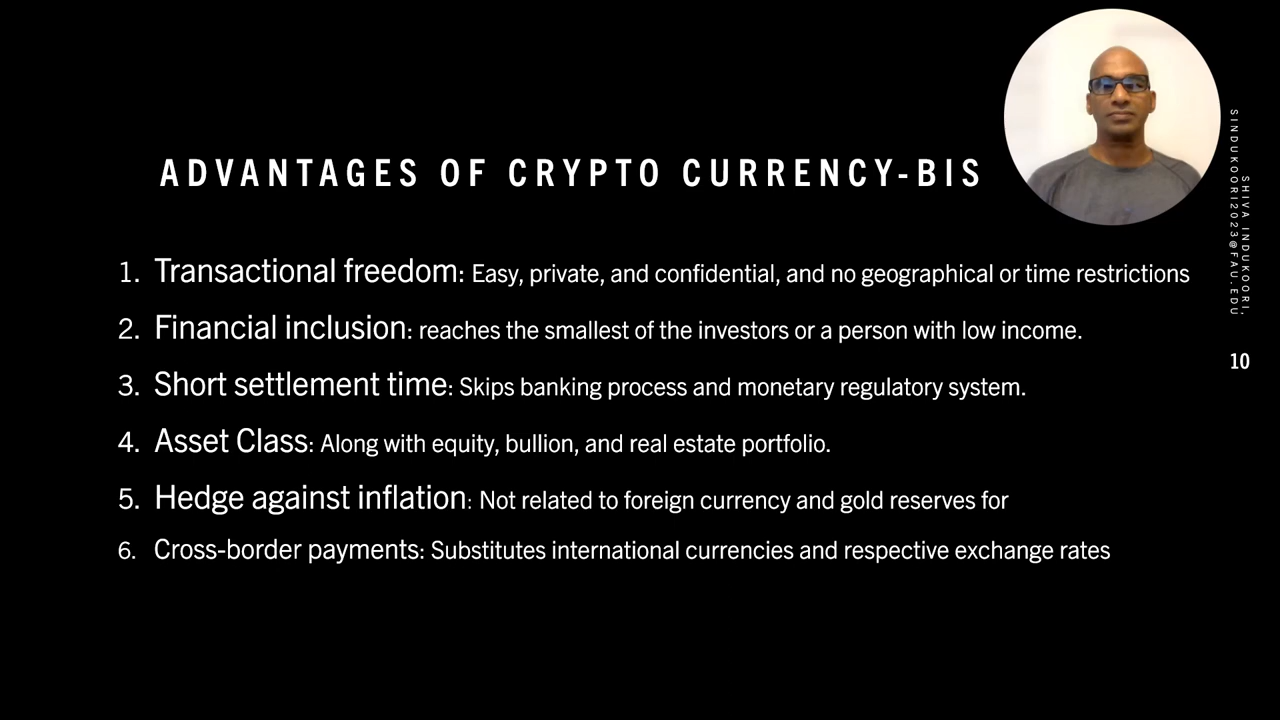 ADVANTAGES OF CRYPTO CURRENCY-BIS
1. Transactional freedom: Easy, private, and confidential, and no geographical or time restrictions
2. Financial inclusion: reaches the smallest of the investors or a person with low income.
3. Short settlement time: Skips banking process and monetary regulatory system.
4. Asset Class: Along with equity, bullion, and real estate portfolio.
5. Hedge against inflation: Not related to foreign currency and gold reserves for
6. Cross-border payments: Substitutes international currencies and respective exchange rates
SHIVA INDUKOORI,
SINDUKOORI2023@FAU.EDU
10